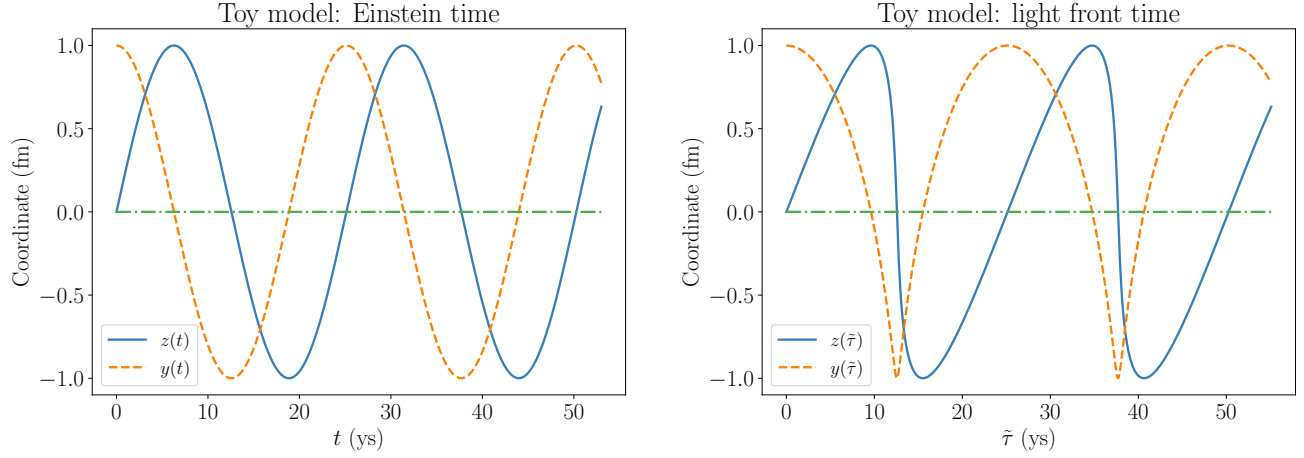 Toy model: Einstein time
1.0
0.5
0.0
−0.5
−1.0
Coordinate (fm)
z(t)
y(t)
0 10 20 30 40 50
t (ys)
Toy model: light front time
1.0
0.5
0.0
−0.5
−1.0
Coordinate (fm)
z(τ̃)
y(τ̃)
0 10 20 30 40 50
τ̃ (ys)